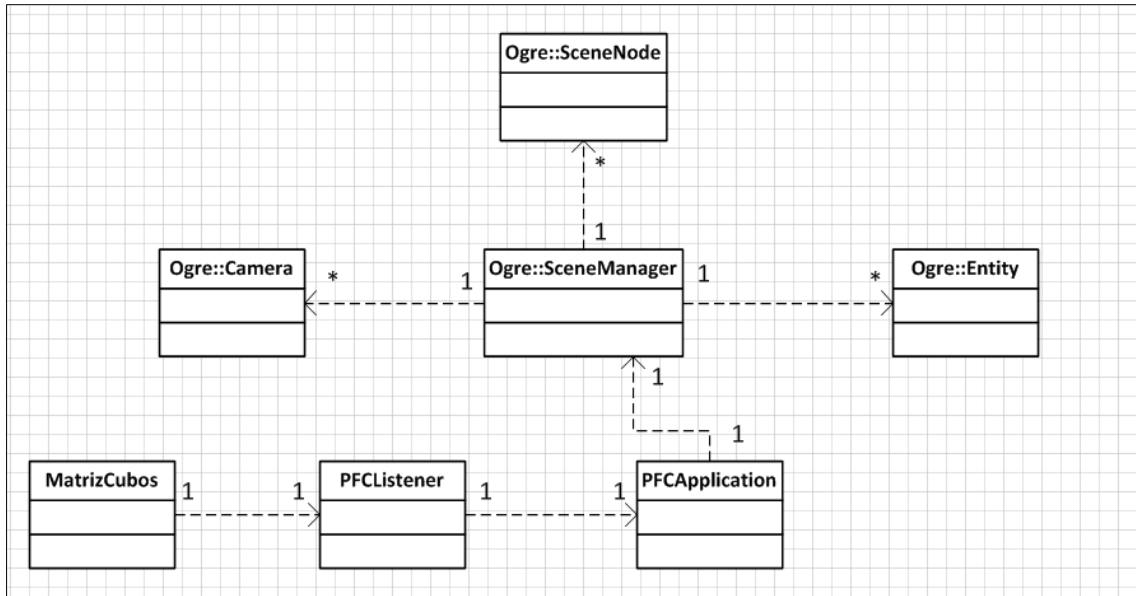 Ogre::SceneNode
*
1
Ogre::Camera
*
1
Ogre::SceneManager
1
*
Ogre::Entity
1
1
MatrizCubos
1
1
PFCListener
1
1
PFCApplication